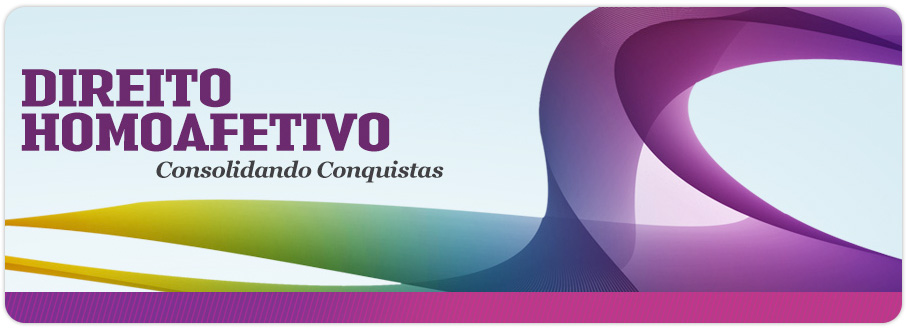 DIREITO
HOMOAFETIVO
Consolidando Conquistas